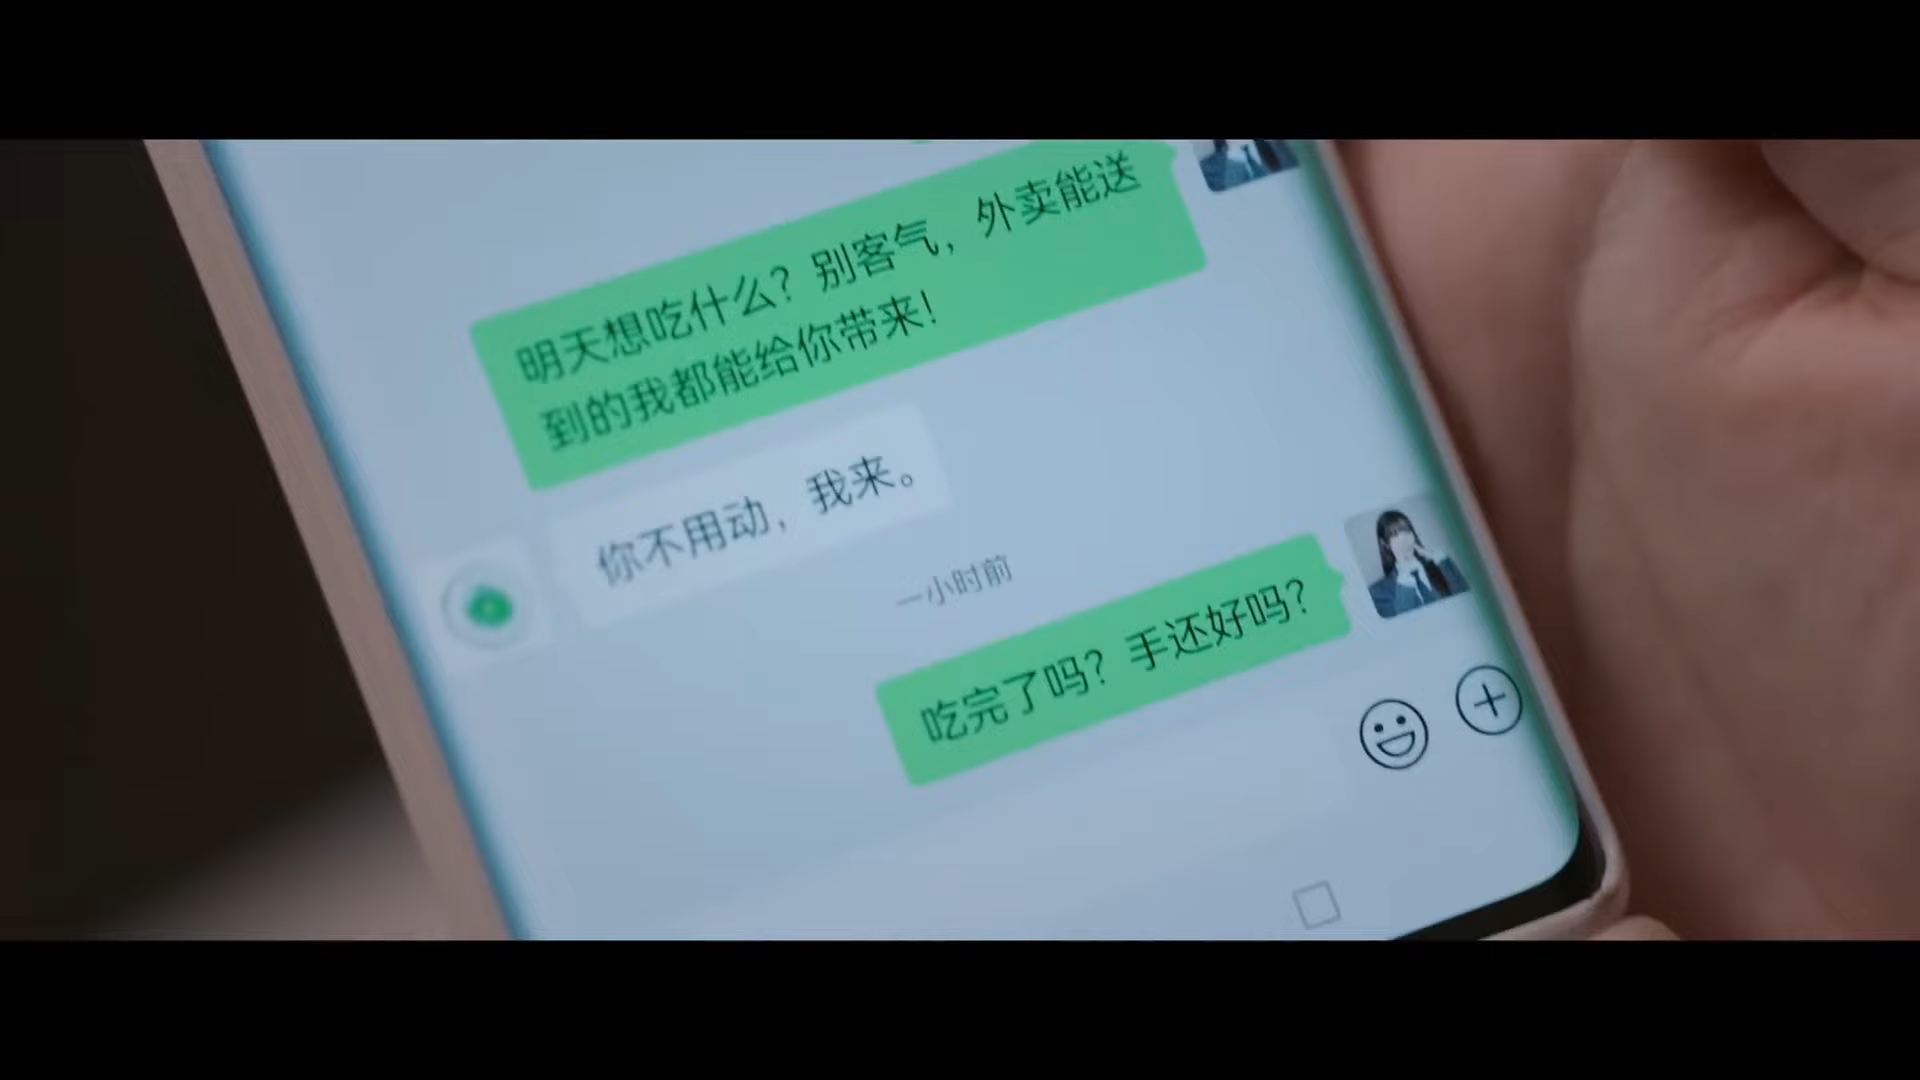 明天想吃什么？别客气，外卖能送
到的我都能给你带来！
你不用动，我来。
一小时前
吃完了吗？手还好吗？